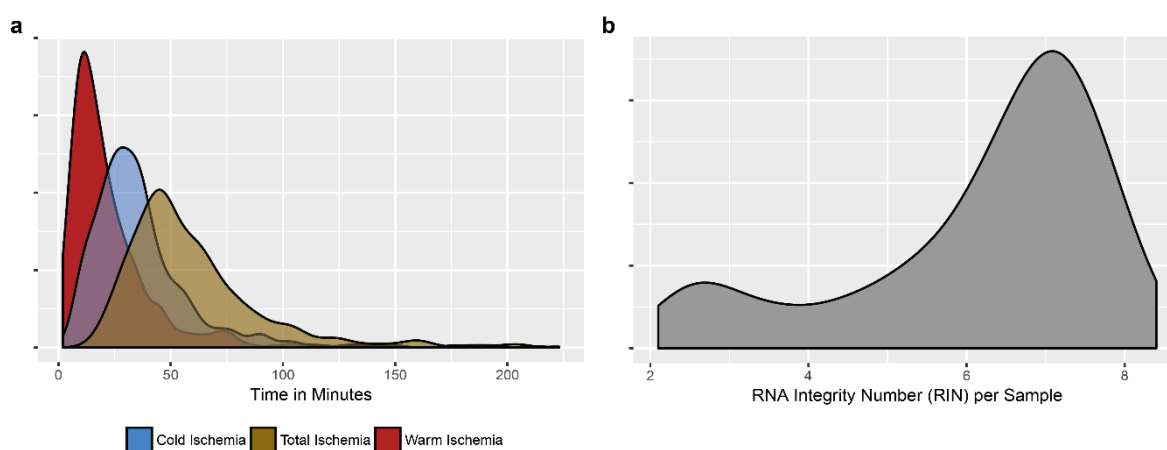 a
0 50 100 150 200
Time in Minutes
Cold Ischemia Total Ischemia Warm Ischemia
b
2 4 6 8
RNA Integrity Number (RIN) per Sample